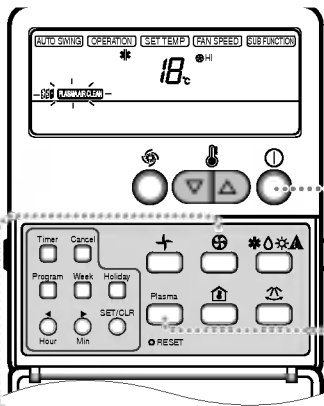 AUTO SWING OPERATION SET TEMP FAN SPEED SUB FUNCTION
HI
18°C
PLASMA AIR CLEAN
Timer Cancel
Program Week Holiday
Plasma
SET/CLR
Hour Min
RESET